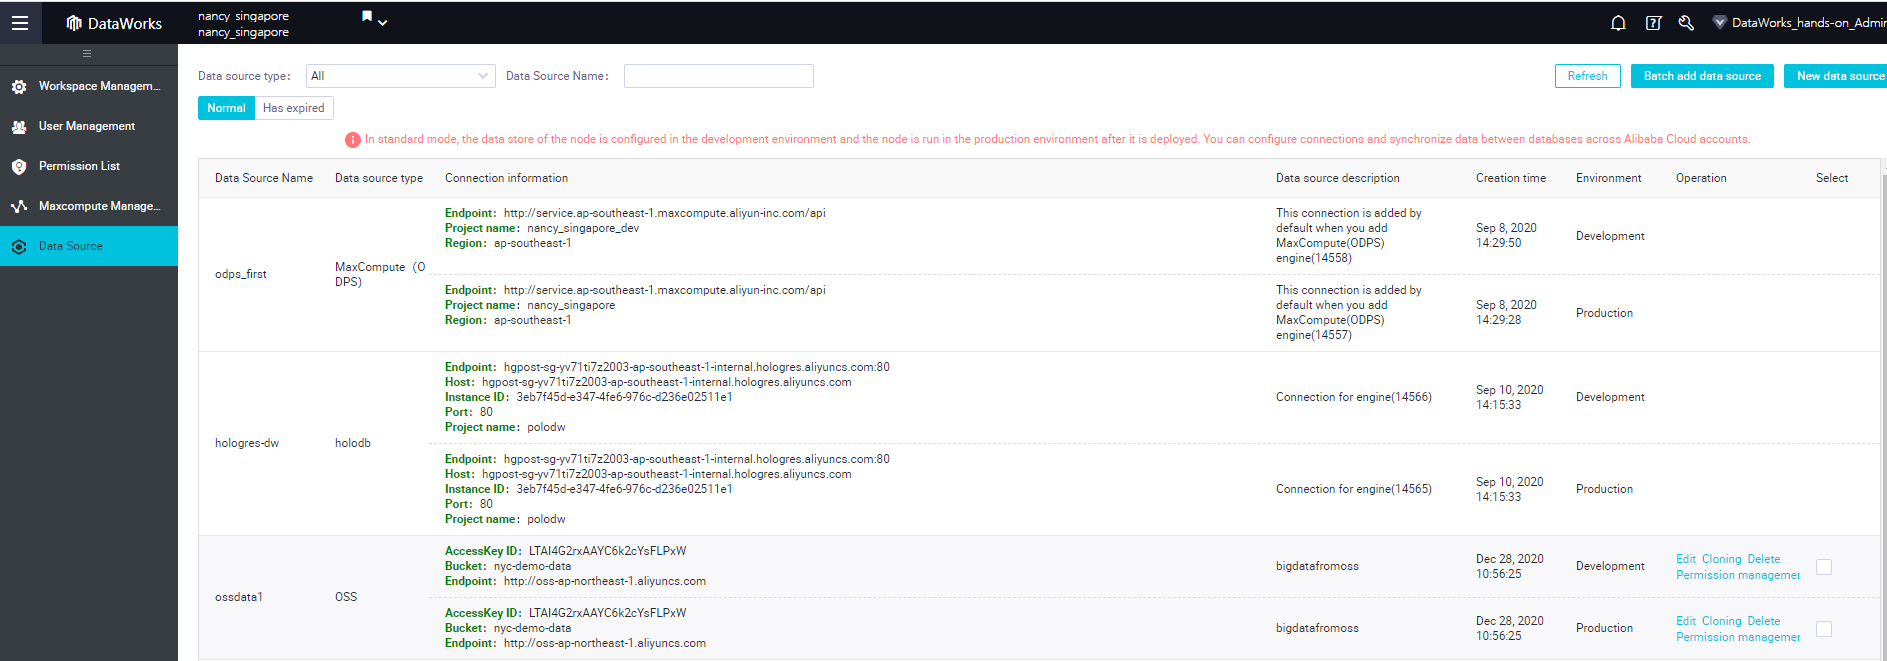 DataWorks
nancy_singapore
nancy_singapore
DataWorks_hands-on_Admin
Workspace Managem...
User Management
Permission List
Maxcompute Manage...
Data Source
Data source type: All
Data Source Name:
Refresh
Batch add data source
New data source
Normal
Has expired
In standard mode, the data store of the node is configured in the development environment and the node is run in the production environment after it is deployed. You can configure connections and synchronize data between databases across Alibaba Cloud accounts.
Data Source Name Data source type Connection information Data source description Creation time Environment Operation Select
odps_first
MaxCompute (O
DPS)
Endpoint: http://service.ap-southeast-1.maxcompute.aliyun-inc.com/api
Project name: nancy_singapore_dev
Region: ap-southeast-1
This connection is added by
default when you add
MaxCompute(ODPS)
engine(14558)
Sep 8, 2020
14:29:50
Development
Endpoint: http://service.ap-southeast-1.maxcompute.aliyun-inc.com/api
Project name: nancy_singapore
Region: ap-southeast-1
This connection is added by
default when you add
MaxCompute(ODPS)
engine(14557)
Sep 8, 2020
14:29:28
Production
hologres-dw
holodb
Endpoint: hgpost-sg-yv71ti7z2003-ap-southeast-1-internal.hologres.aliyuncs.com:80
Host: hgpost-sg-yv71ti7z2003-ap-southeast-1-internal.hologres.aliyuncs.com
Instance ID: 3eb7f45d-e347-4fe6-976c-d236e02511e1
Port: 80
Project name: polodw
Connection for engine(14566)
Sep 10, 2020
14:15:33
Development
Endpoint: hgpost-sg-yv71ti7z2003-ap-southeast-1-internal.hologres.aliyuncs.com:80
Host: hgpost-sg-yv71ti7z2003-ap-southeast-1-internal.hologres.aliyuncs.com
Instance ID: 3eb7f45d-e347-4fe6-976c-d236e02511e1
Port: 80
Project name: polodw
Connection for engine(14565)
Sep 10, 2020
14:15:33
Production
ossdata1
OSS
AccessKey ID: LTAI4G2rxAAYC6k2cYsFLPxW
Bucket: nyc-demo-data
Endpoint: http://oss-ap-northeast-1.aliyuncs.com
bigdatafromoss
Dec 28, 2020
10:56:25
Development
Edit Cloning Delete
Permission managemer
AccessKey ID: LTAI4G2rxAAYC6k2cYsFLPxW
Bucket: nyc-demo-data
Endpoint: http://oss-ap-northeast-1.aliyuncs.com
bigdatafromoss
Dec 28, 2020
10:56:25
Production
Edit Cloning Delete
Permission managemer